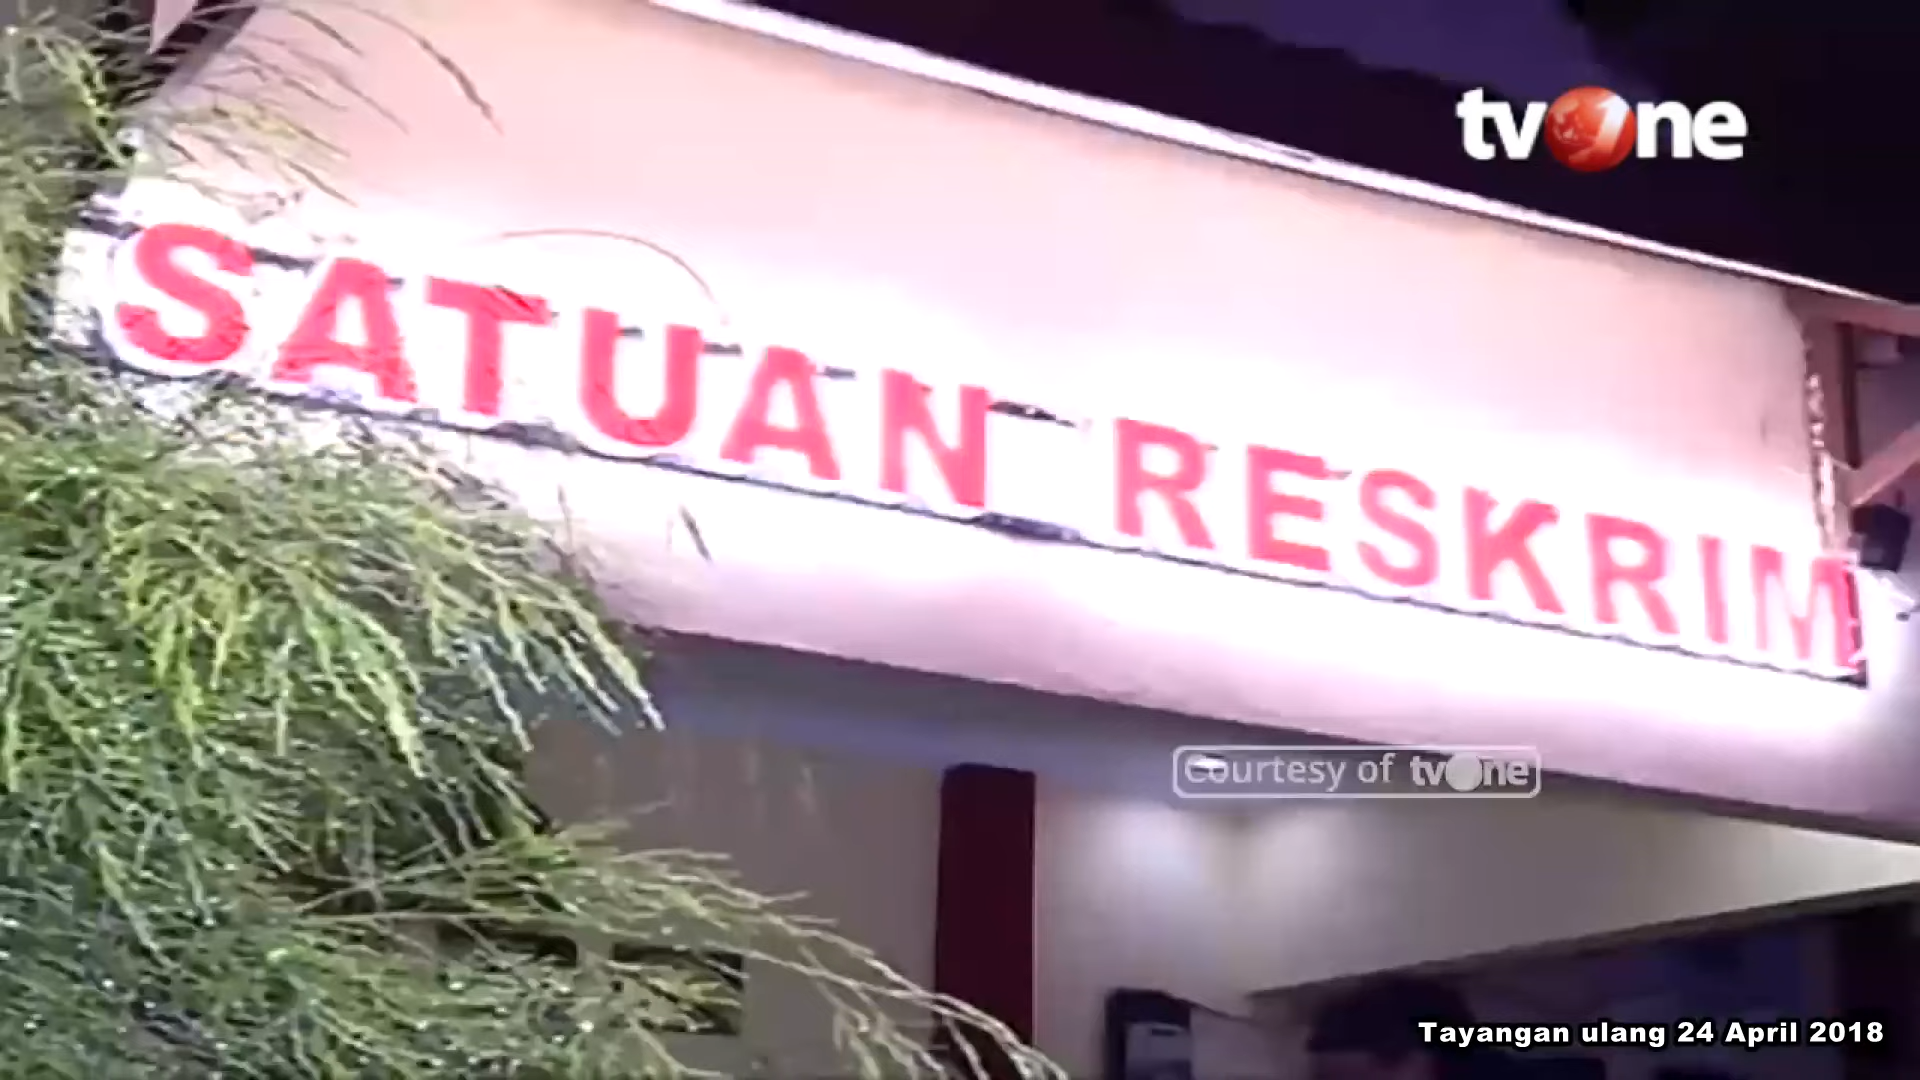 tvOne
SATUAN RESKRIM
Courtesy of tvOne
Tayangan ulang 24 April 2018